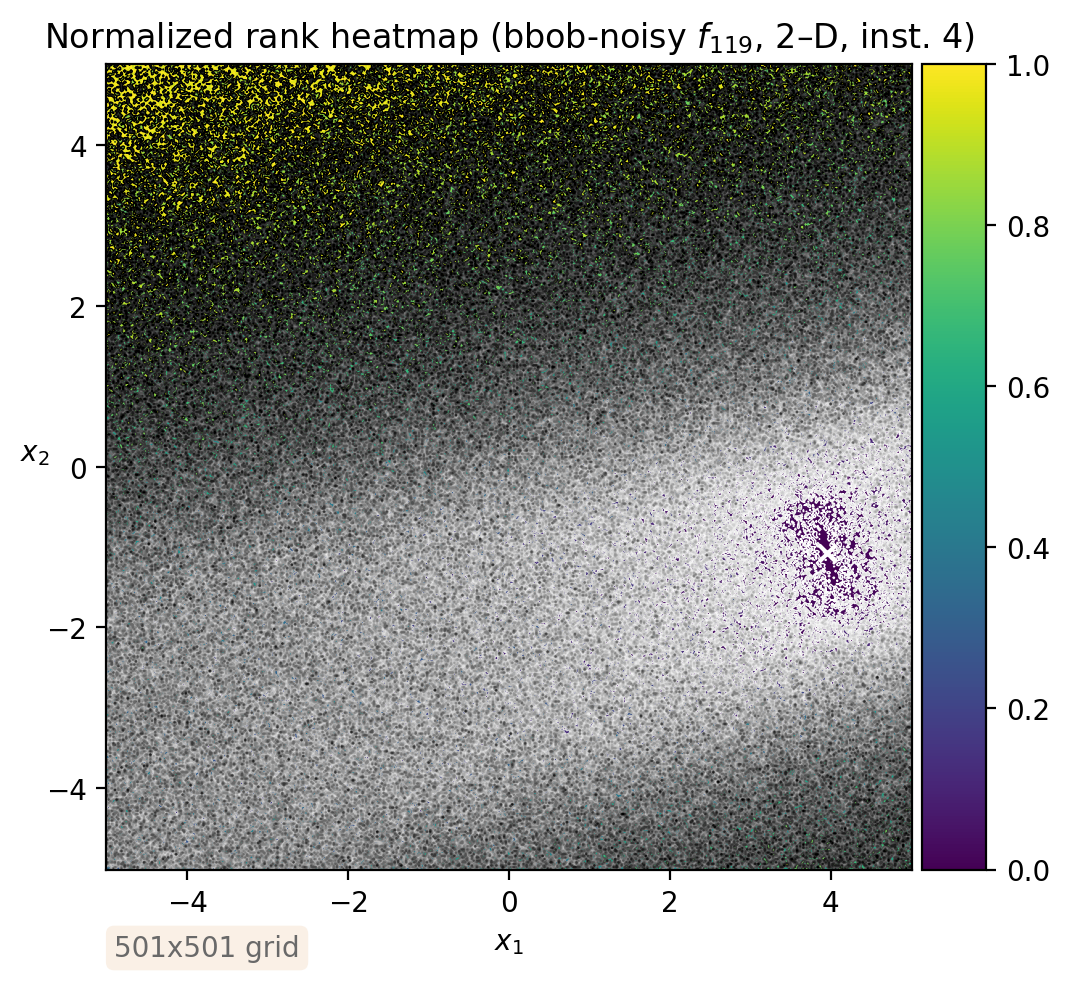 Normalized rank heatmap (bbob-noisy f₁₁₉, 2–D, inst. 4)
1.0
0.8
0.6
0.4
0.2
0.0
4
2
x₂ 0
−2
−4
−4 −2 0 2 4
x₁
501x501 grid